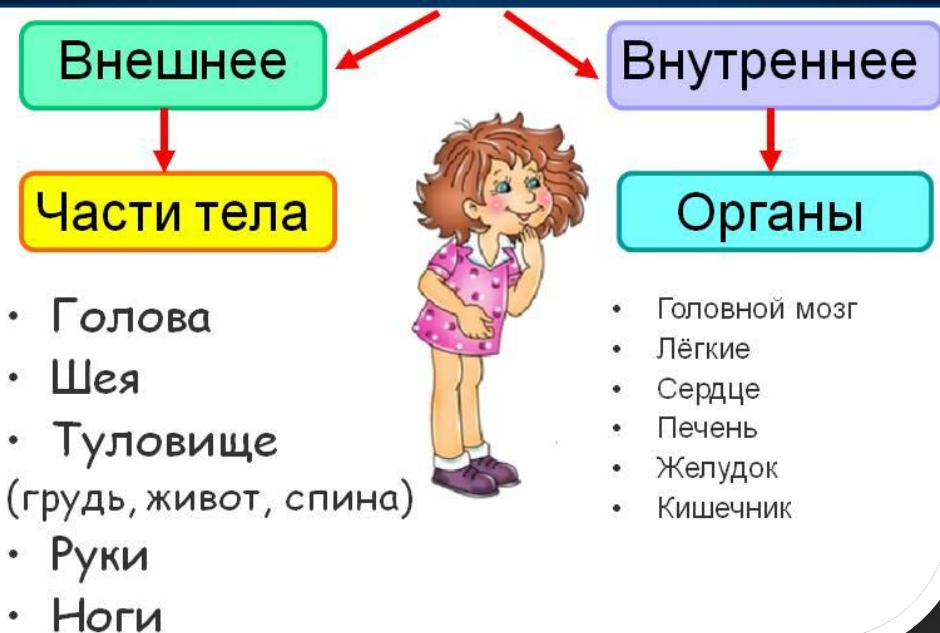 Внешнее
Внутреннее
Части тела
Органы
• Голова
• Шея
• Туловище
(грудь, живот, спина)
• Руки
• Ноги
• Головной мозг
• Лёгкие
• Сердце
• Печень
• Желудок
• Кишечник